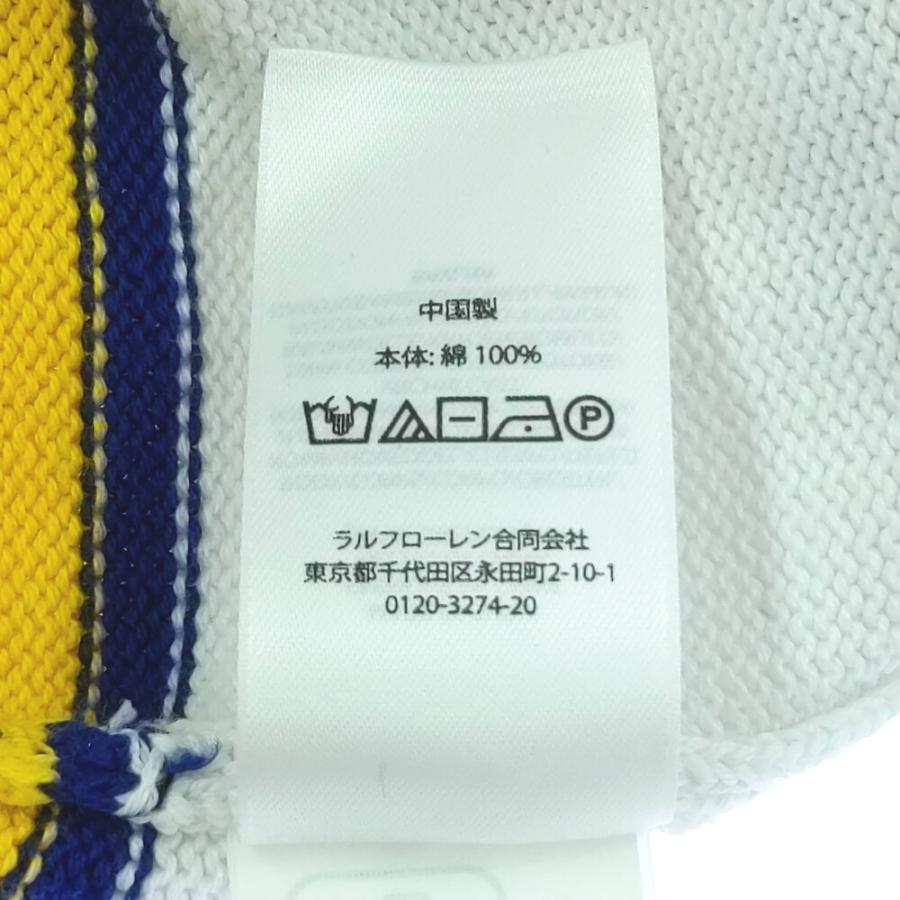 中国製
本体: 綿 100%
P
ラルフローレン合同会社
東京都千代田区永田町2-10-1
0120-3274-20